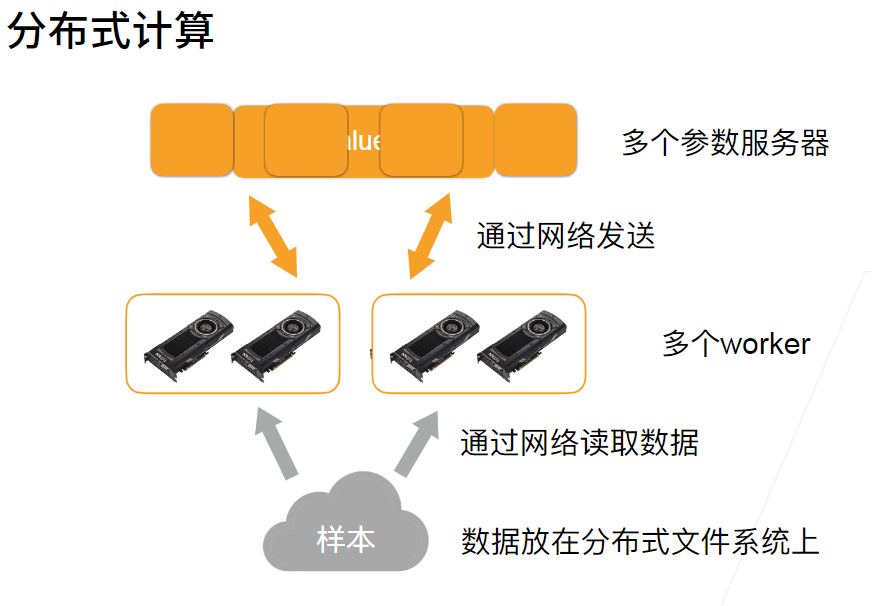 分布式计算
多个参数服务器
通过网络发送
多个worker
通过网络读取数据
样本
数据放在分布式文件系统上